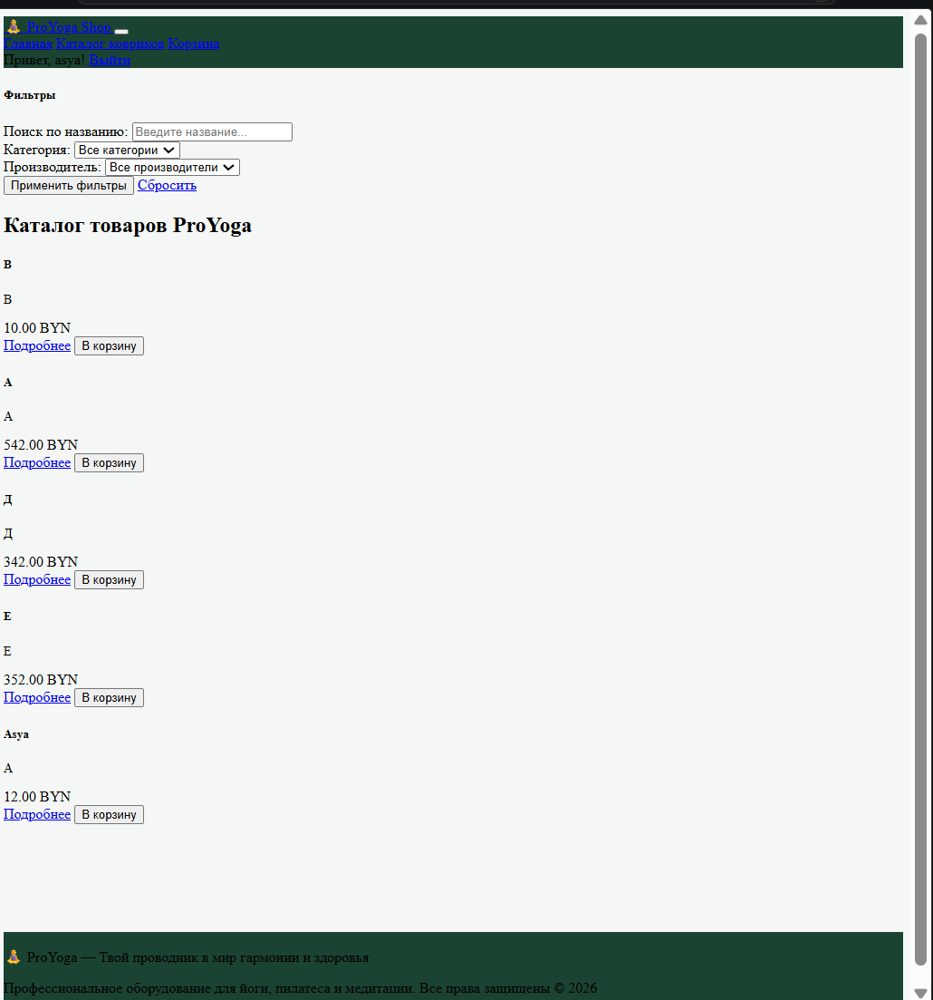 ProYoga Shop
Главная Каталог ковриков Корзина
Привет, asya! Выйти
Фильтры
Поиск по названию: Введите название...
Категория: Все категории
Производитель: Все производители
Применить фильтры Сбросить
Каталог товаров ProYoga
В
В
10.00 BYN
Подробнее В корзину
А
А
542.00 BYN
Подробнее В корзину
Д
Д
342.00 BYN
Подробнее В корзину
Е
Е
352.00 BYN
Подробнее В корзину
Asya
А
12.00 BYN
Подробнее В корзину
ProYoga — Твой проводник в мир гармонии и здоровья
Профессиональное оборудование для йоги, пилатеса и медитации. Все права защищены © 2026